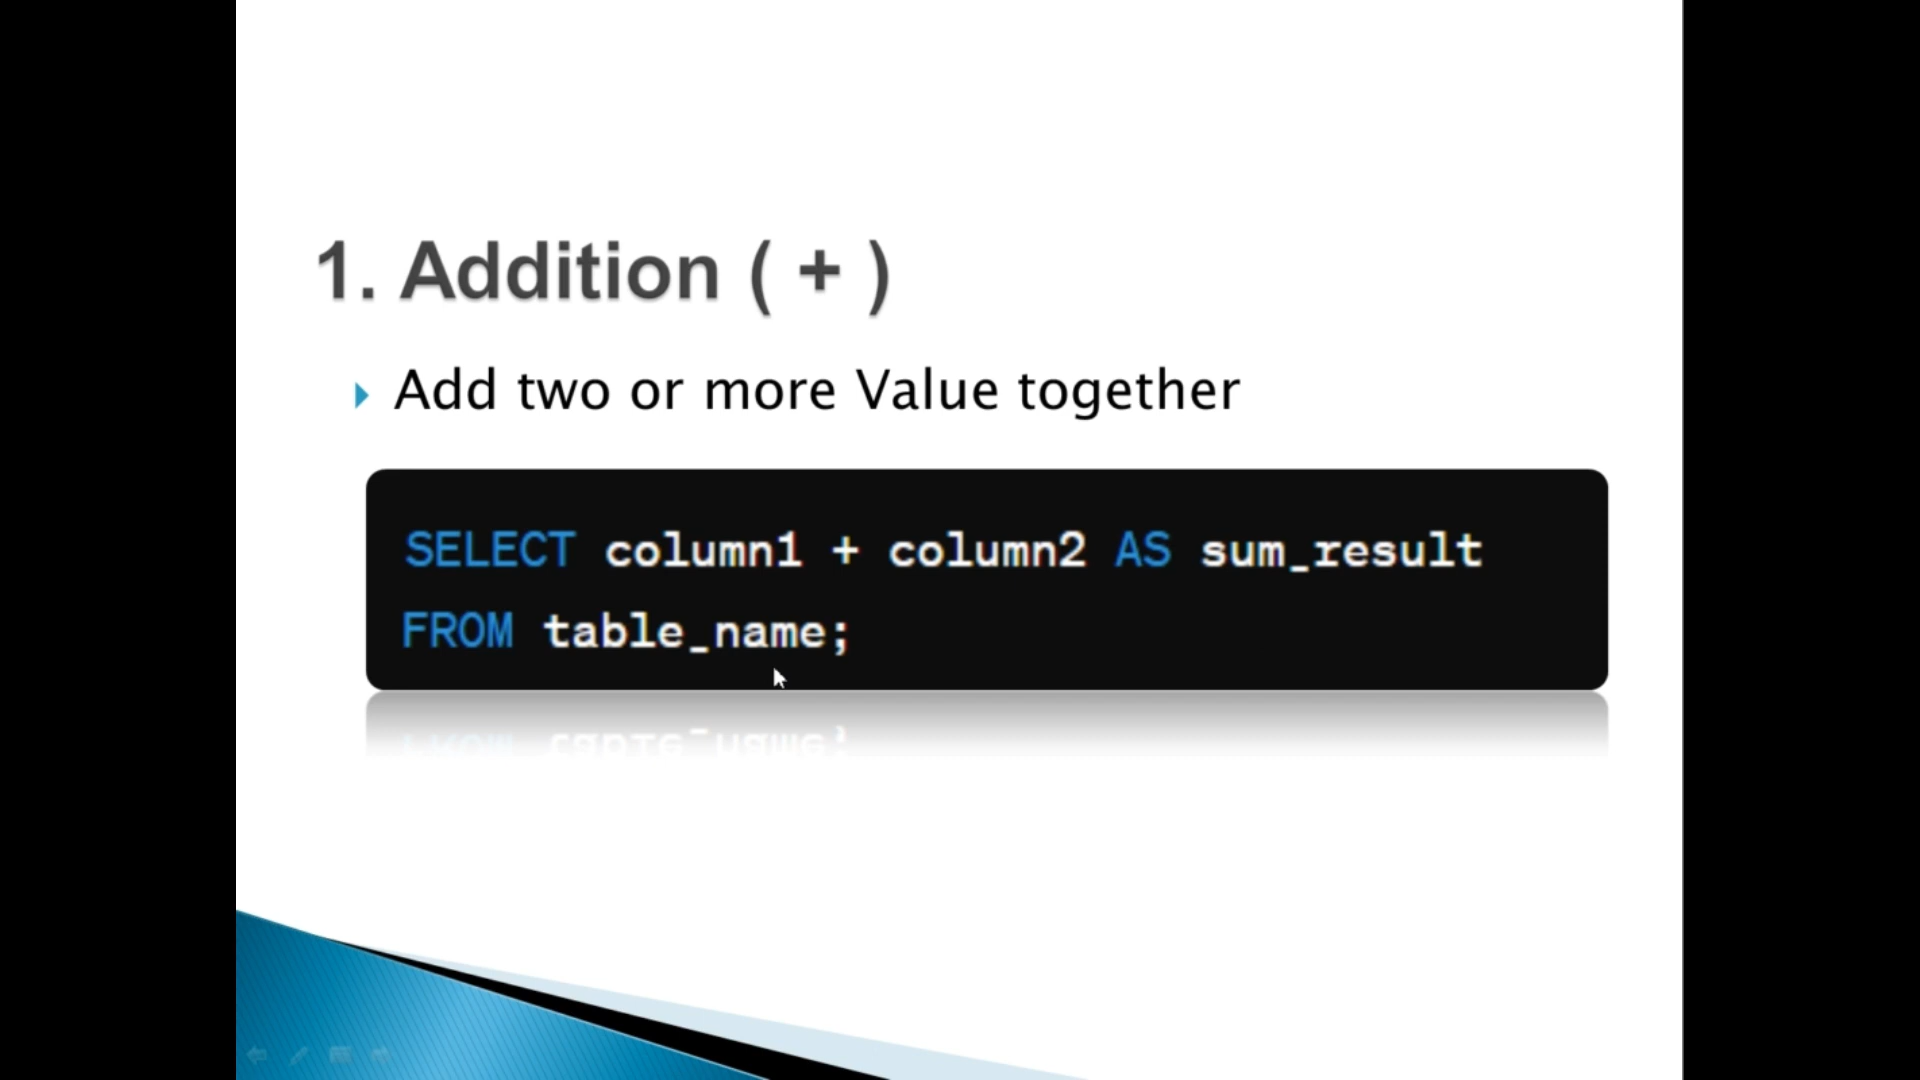 1. Addition ( + )
Add two or more Value together
SELECT column1 + column2 AS sum_result
FROM table_name;